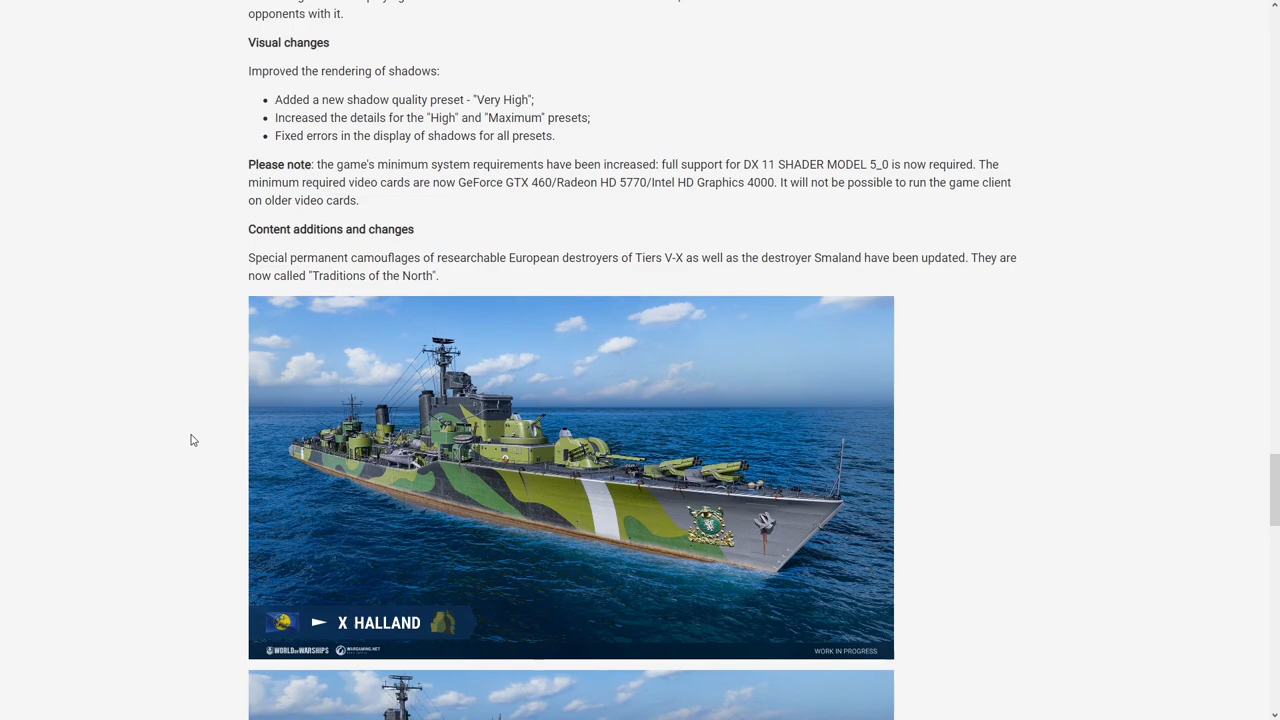 opponents with it.
Visual changes
Improved the rendering of shadows:
Added a new shadow quality preset - "Very High";
Increased the details for the "High" and "Maximum" presets;
Fixed errors in the display of shadows for all presets.
Please note: the game's minimum system requirements have been increased: full support for DX 11 SHADER MODEL 5_0 is now required. The
minimum required video cards are now GeForce GTX 460/Radeon HD 5770/Intel HD Graphics 4000. It will not be possible to run the game client
on older video cards.
Content additions and changes
Special permanent camouflages of researchable European destroyers of Tiers V-X as well as the destroyer Smaland have been updated. They are
now called "Traditions of the North".
X HALLAND
WORLD OF WARSHIPS WARGAMING.NET WORK IN PROGRESS